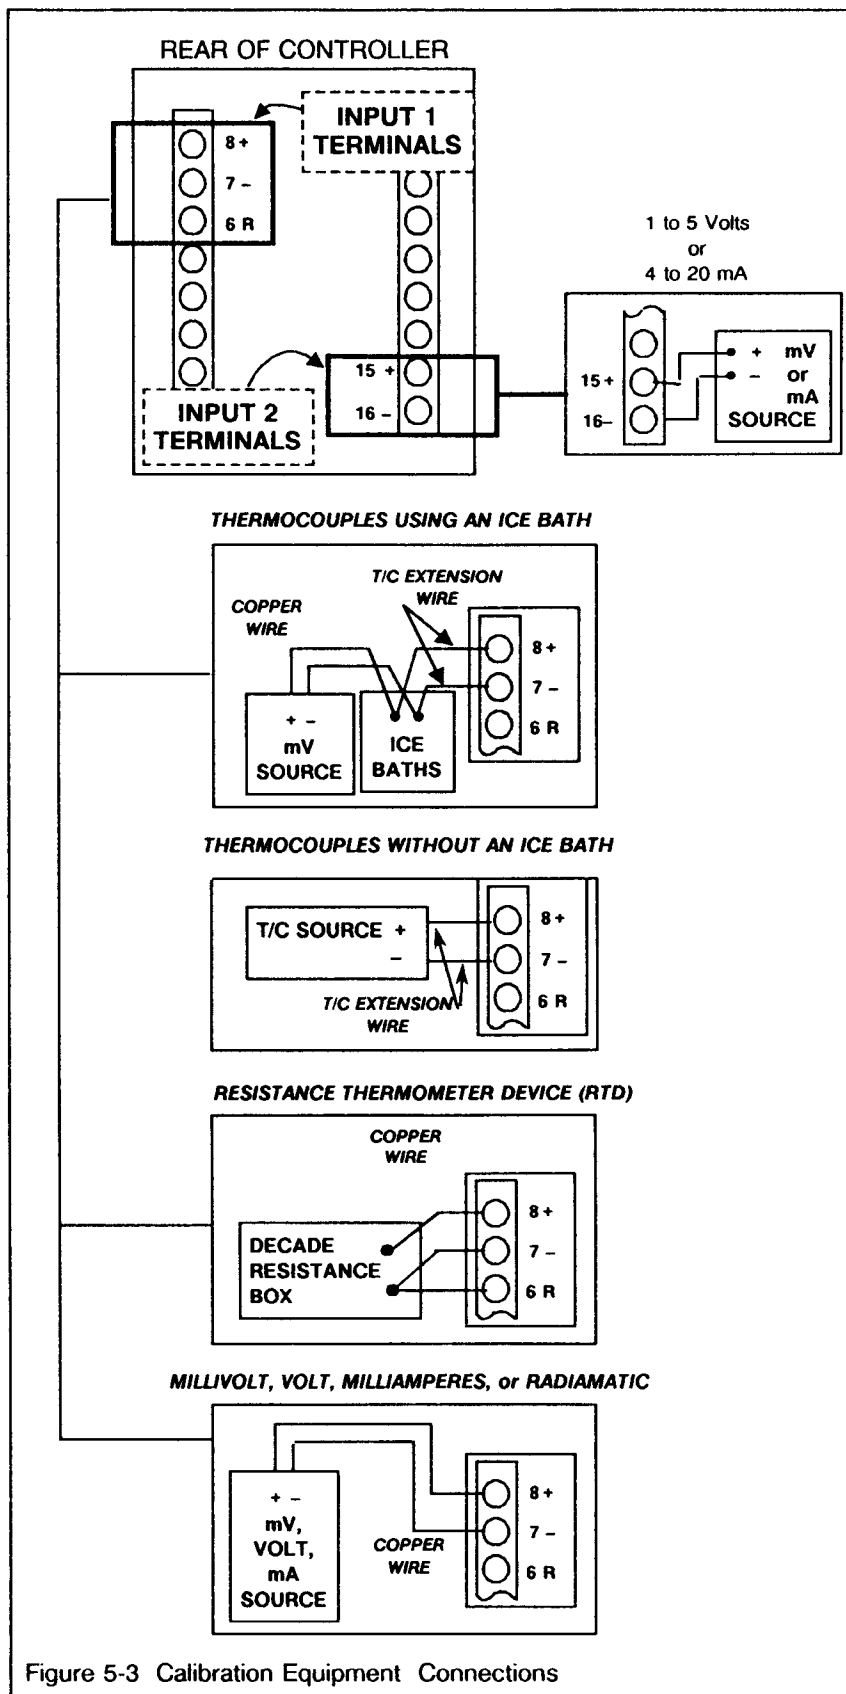 REAR OF CONTROLLER
INPUT 1
TERMINALS
8 +
7 –
6 R
1 to 5 Volts
or
4 to 20 mA
15 +
16 –
INPUT 2
TERMINALS
15 +
16–
+ mV
– or
mA
SOURCE
THERMOCOUPLES USING AN ICE BATH
T/C EXTENSION
WIRE
COPPER
WIRE
8 +
7 –
6 R
+ –
mV
SOURCE
ICE
BATHS
THERMOCOUPLES WITHOUT AN ICE BATH
T/C SOURCE +
–
8 +
7 –
6 R
T/C EXTENSION
WIRE
RESISTANCE THERMOMETER DEVICE (RTD)
COPPER
WIRE
8 +
7 –
6 R
DECADE
RESISTANCE
BOX
MILLIVOLT, VOLT, MILLIAMPERES, or RADIAMATIC
+ –
mV,
VOLT,
mA
SOURCE
COPPER
WIRE
8 +
7 –
6 R
Figure 5-3 Calibration Equipment Connections